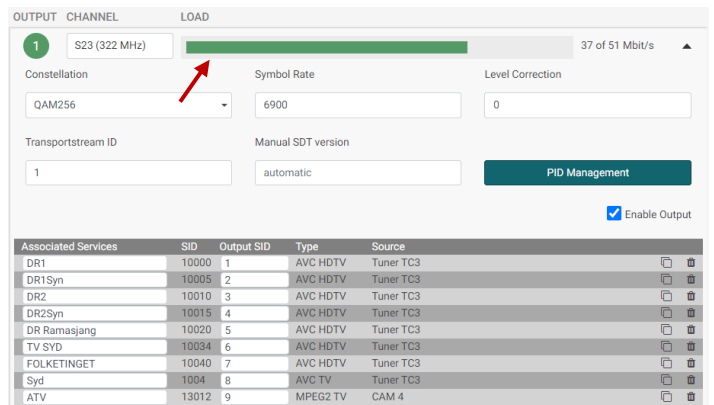 OUTPUT CHANNEL LOAD
1 S23 (322 MHz) 37 of 51 Mbit/s
Constellation Symbol Rate Level Correction
QAM256 6900 0
Transportstream ID Manual SDT version
1 automatic PID Management
Enable Output
Associated Services SID Output SID Type Source
DR1 10000 1 AVC HDTV Tuner TC3
DR1Syn 10005 2 AVC HDTV Tuner TC3
DR2 10010 3 AVC HDTV Tuner TC3
DR2Syn 10015 4 AVC HDTV Tuner TC3
DR Ramasjang 10020 5 AVC HDTV Tuner TC3
TV SYD 10034 6 AVC HDTV Tuner TC3
FOLKETINGET 10040 7 AVC HDTV Tuner TC3
Syd 1004 8 AVC TV Tuner TC3
ATV 13012 9 MPEG2 TV CAM 4